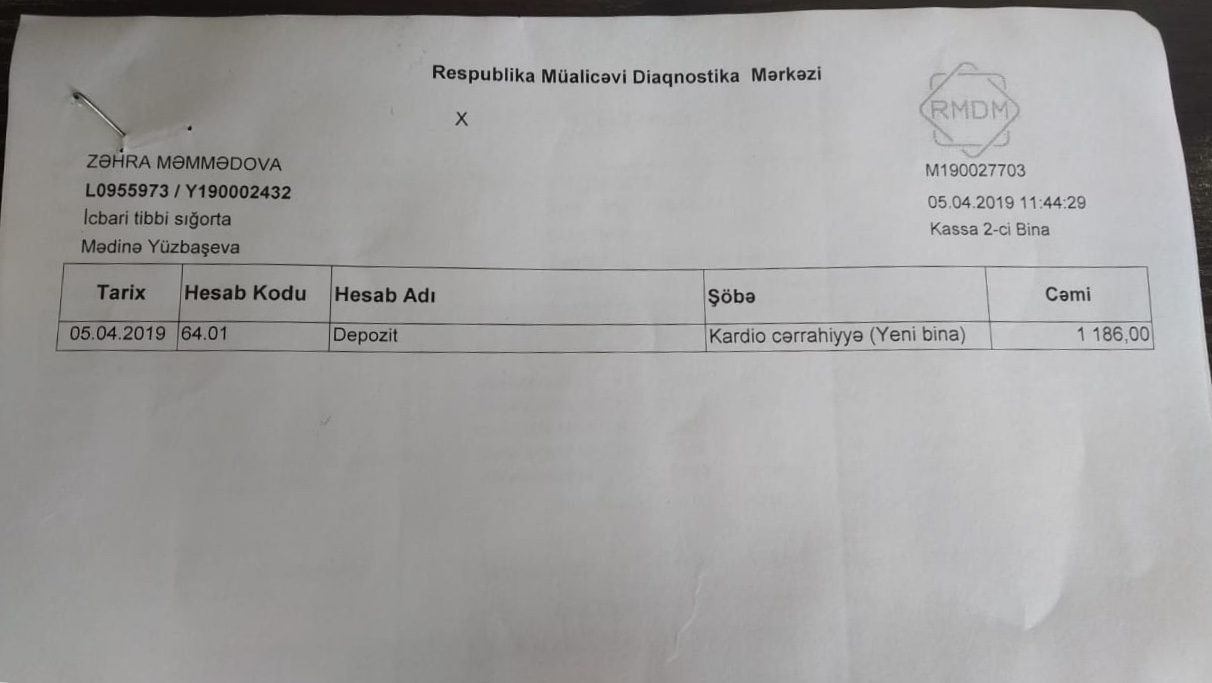 Respublika Müalicəvi Diaqnostika Mərkəzi
X
RMDM
ZƏHRA MƏMMƏDOVA
L0955973 / Y190002432
İcbari tibbi sığorta
Mədinə Yüzbaşeva
M190027703
05.04.2019 11:44:29
Kassa 2-ci Bina
Tarix Hesab Kodu Hesab Adı Şöbə Cəmi
05.04.2019 64.01 Depozit Kardio cərrahiyyə (Yeni bina) 1 186,00